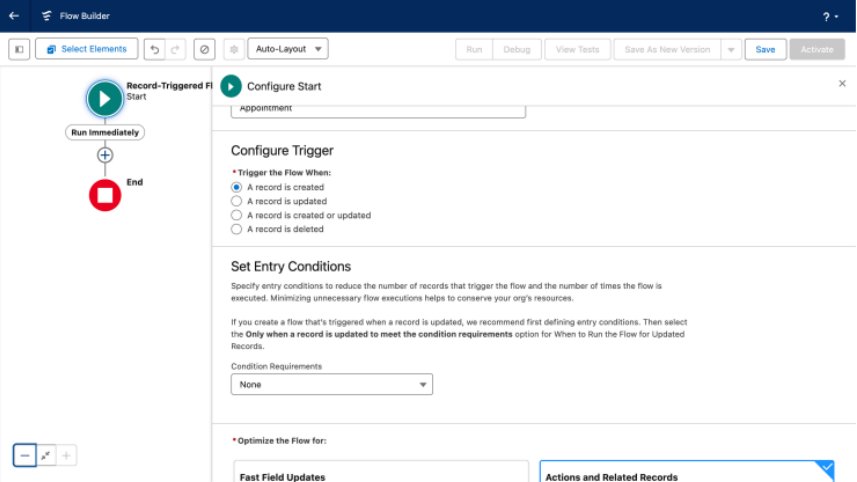 Flow Builder
?
Select Elements
Auto-Layout
Run
Debug
View Tests
Save As New Version
Save
Activate
Record-Triggered Fl
Start
Run Immediately
End
Configure Start
Appointment
Configure Trigger
* Trigger the Flow When:
A record is created
A record is updated
A record is created or updated
A record is deleted
Set Entry Conditions
Specify entry conditions to reduce the number of records that trigger the flow and the number of times the flow is
executed. Minimizing unnecessary flow executions helps to conserve your org's resources.
If you create a flow that's triggered when a record is updated, we recommend first defining entry conditions. Then select
the Only when a record is updated to meet the condition requirements option for When to Run the Flow for Updated
Records.
Condition Requirements
None
* Optimize the Flow for:
Fast Field Updates
Actions and Related Records